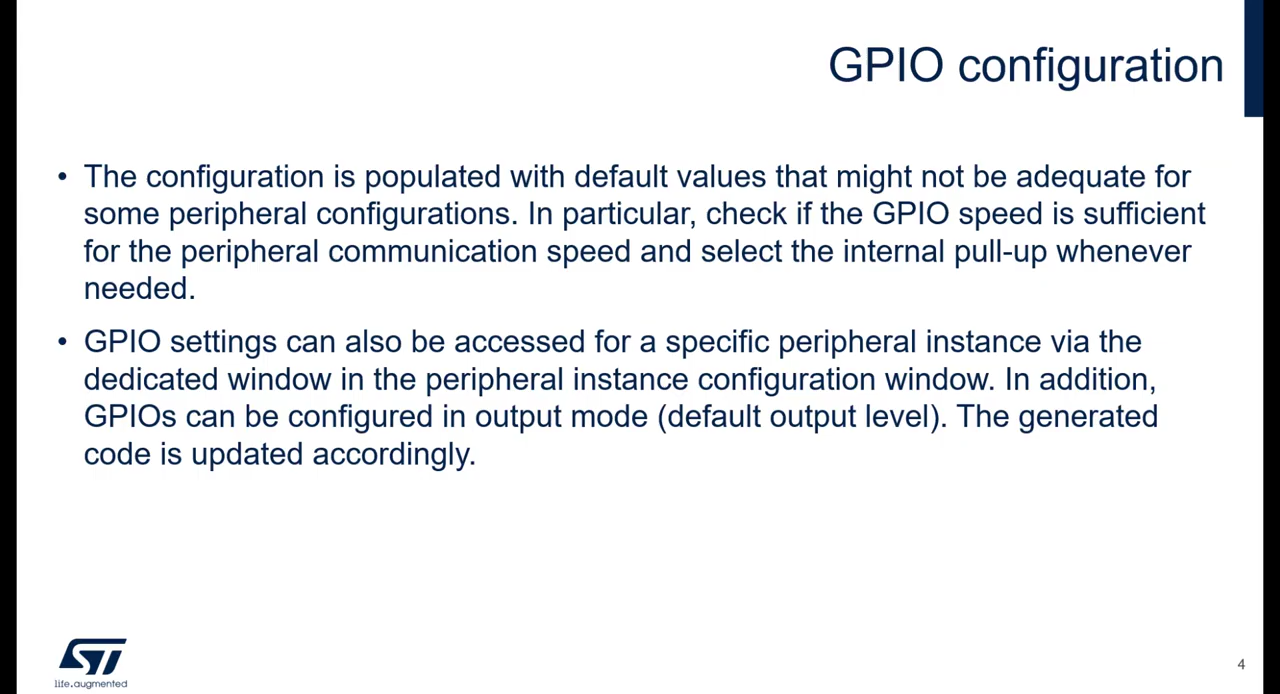 GPIO configuration
• The configuration is populated with default values that might not be adequate for
some peripheral configurations. In particular, check if the GPIO speed is sufficient
for the peripheral communication speed and select the internal pull-up whenever
needed.
• GPIO settings can also be accessed for a specific peripheral instance via the
dedicated window in the peripheral instance configuration window. In addition,
GPIOs can be configured in output mode (default output level). The generated
code is updated accordingly.
ST
life.augmented
4